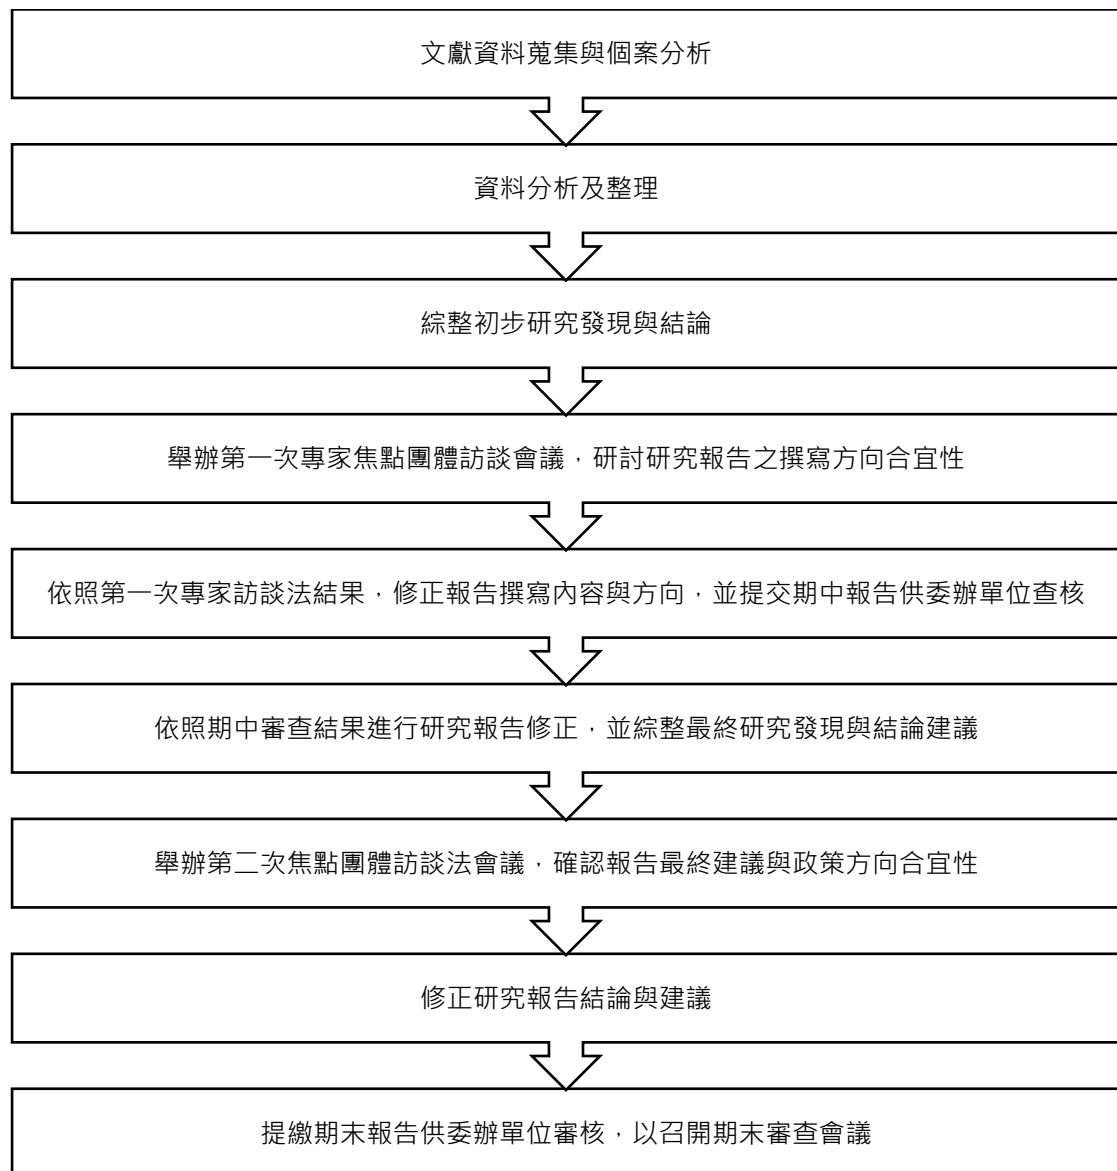 文獻資料蒐集與個案分析
資料分析及整理
綜整初步研究發現與結論
舉辦第一次專家焦點團體訪談會議，研討研究報告之撰寫方向合宜性
依照第一次專家訪談法結果，修正報告撰寫內容與方向，並提交期中報告供委辦單位查核
依照期中審查結果進行研究報告修正，並綜整最終研究發現與結論建議
舉辦第二次焦點團體訪談法會議，確認報告最終建議與政策方向合宜性
修正研究報告結論與建議
提繳期末報告供委辦單位審核，以召開期末審查會議